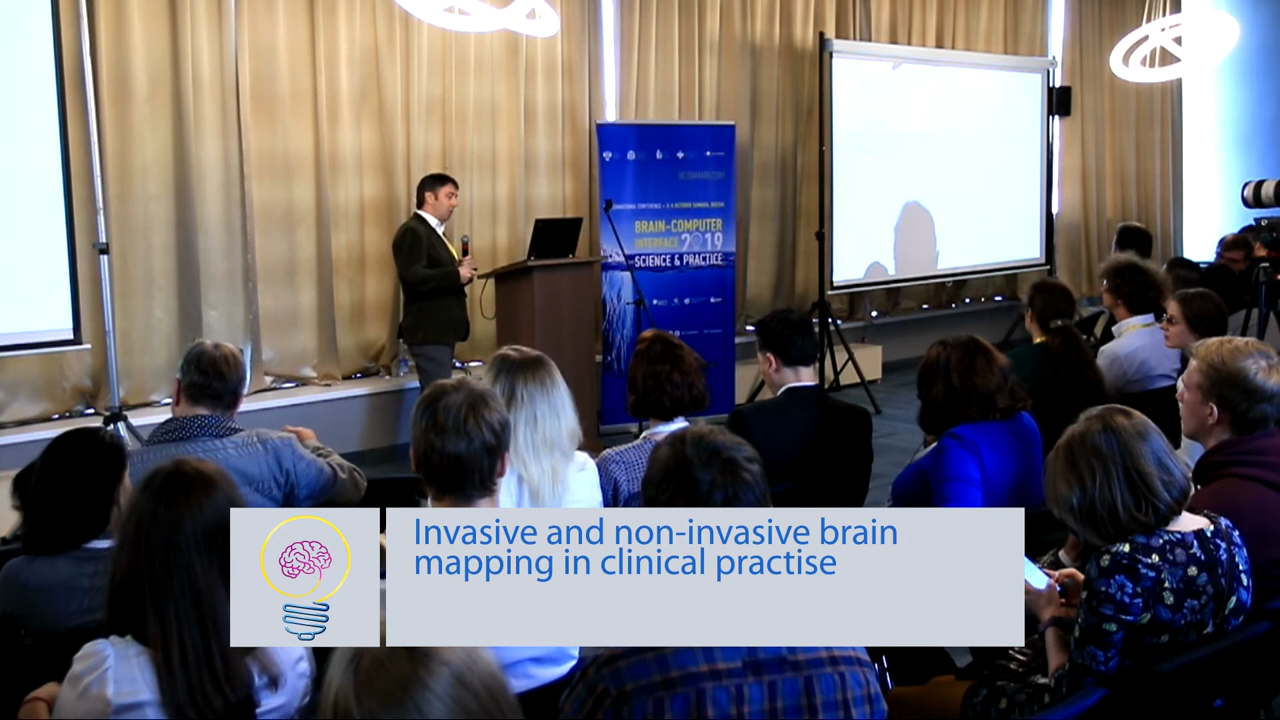 BRAIN-COMPUTER
INTERFACE 2019
SCIENCE & PRACTICE
Invasive and non-invasive brain
mapping in clinical practise